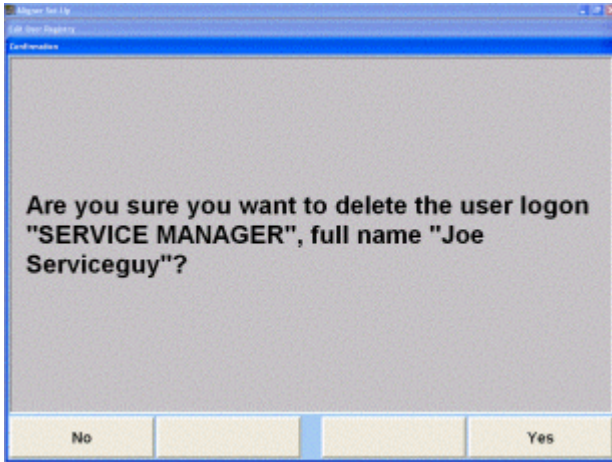 Aligner Set Up
Edit User Registry
Confirmation
Are you sure you want to delete the user logon
"SERVICE MANAGER", full name "Joe
Serviceguy"?
No
Yes